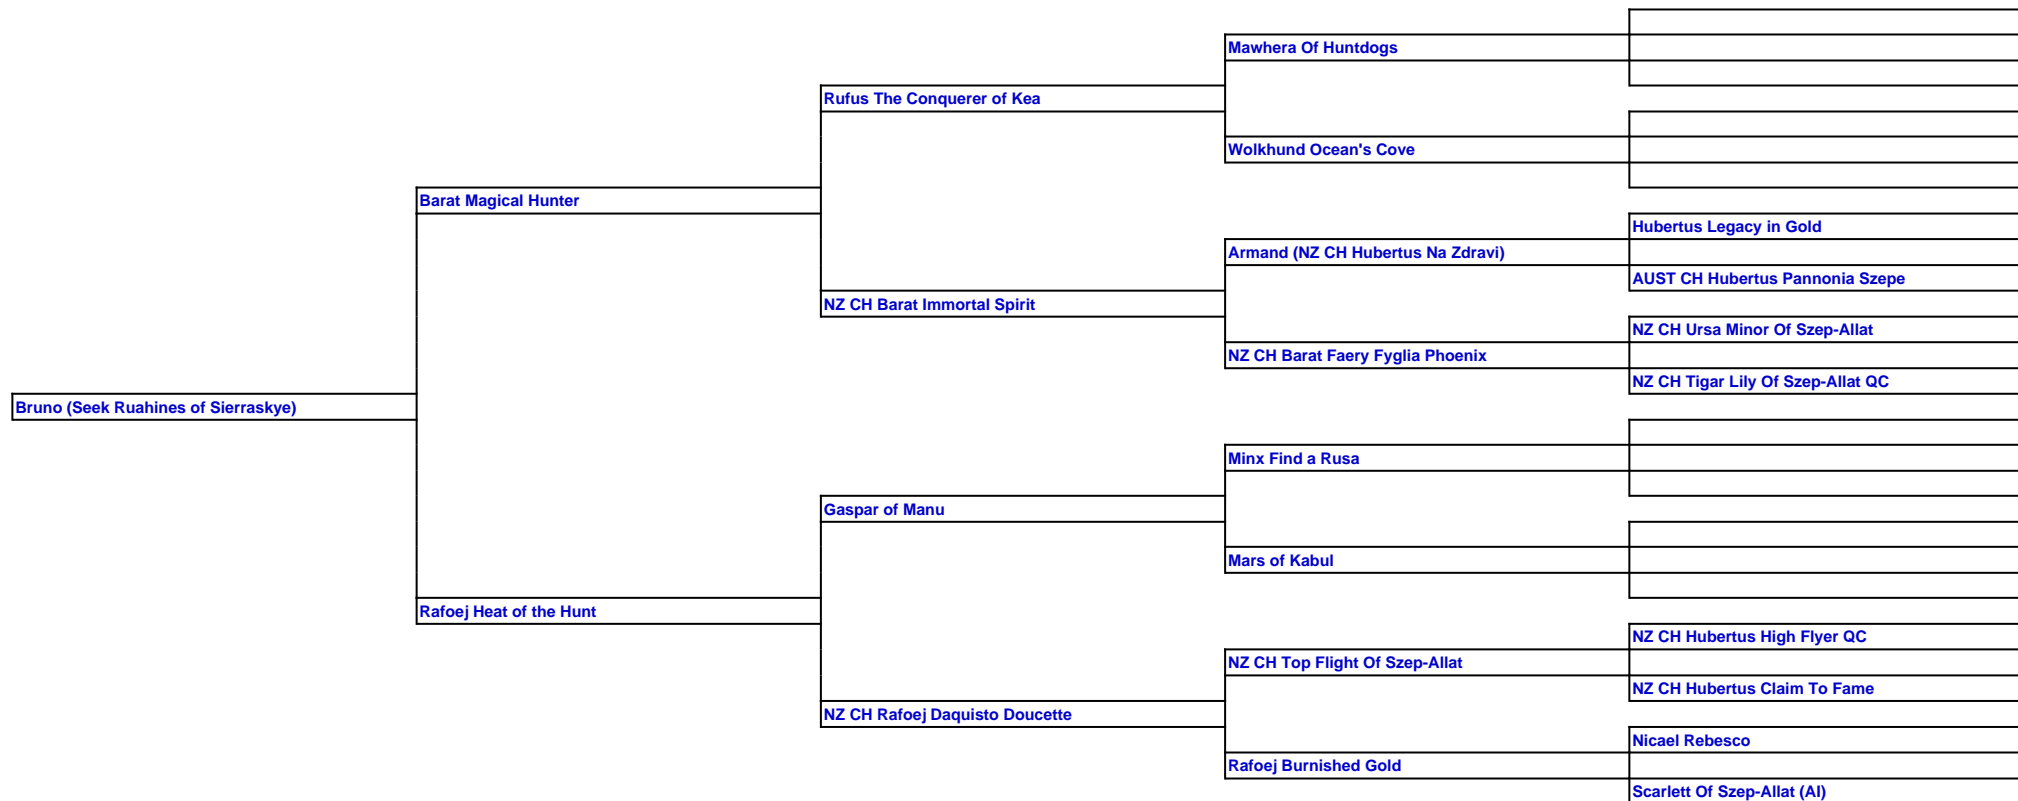 Mawhera Of Huntdogs
Rufus The Conquerer of Kea
Wolkhund Ocean's Cove
Barat Magical Hunter
Hubertus Legacy in Gold
Armand (NZ CH Hubertus Na Zdravi)
AUST CH Hubertus Pannonia Szepe
NZ CH Barat Immortal Spirit
NZ CH Ursa Minor Of Szep-Allat
NZ CH Barat Faery Fyglia Phoenix
NZ CH Tigar Lily Of Szep-Allat QC
Bruno (Seek Ruahines of Sierraskye)
Minx Find a Rusa
Gaspar of Manu
Mars of Kabul
Rafoej Heat of the Hunt
NZ CH Hubertus High Flyer QC
NZ CH Top Flight Of Szep-Allat
NZ CH Hubertus Claim To Fame
NZ CH Rafoej Daquisto Doucette
Nicael Rebesco
Rafoej Burnished Gold
Scarlett Of Szep-Allat (AI)